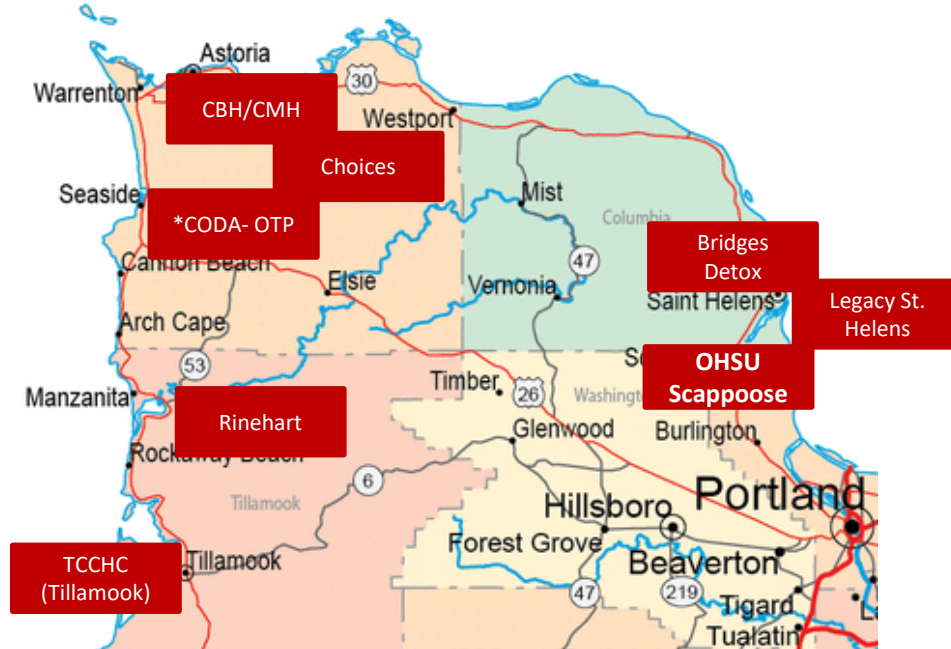 Astoria
30
Warrenton
CBH/CMH
Westport
Choices
Seaside
Mist
*CODA- OTP
Columbia
Bridges
Detox
47
Cannon Beach
Elsie
Vernonia
Saint Helens
Legacy St.
Helens
Arch Cape
53
Timber
OHSU
Scappoose
26
Washington
Manzanita
Rinehart
Glenwood
Burlington
Rockaway Beach
6
Tillamook
Portland
Hillsboro
Forest Grove
TCCHC
(Tillamook)
Tillamook
Beaverton
47
219
Tigard
Tualatin